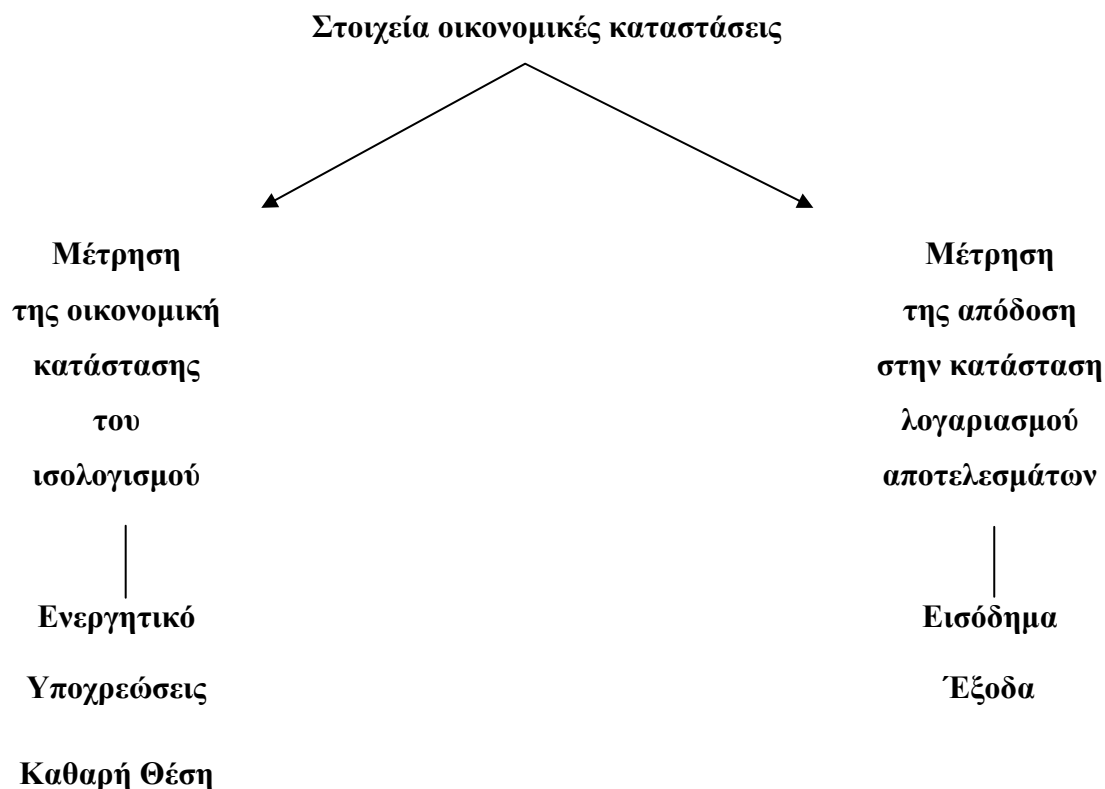 Στοιχεία οικονομικές καταστάσεις
Μέτρηση
της οικονομική
κατάστασης
του
ισολογισμού
Ενεργητικό
Υποχρεώσεις
Καθαρή Θέση
Μέτρηση
της απόδοση
στην κατάσταση
λογαριασμού
αποτελεσμάτων
Εισόδημα
Έξοδα